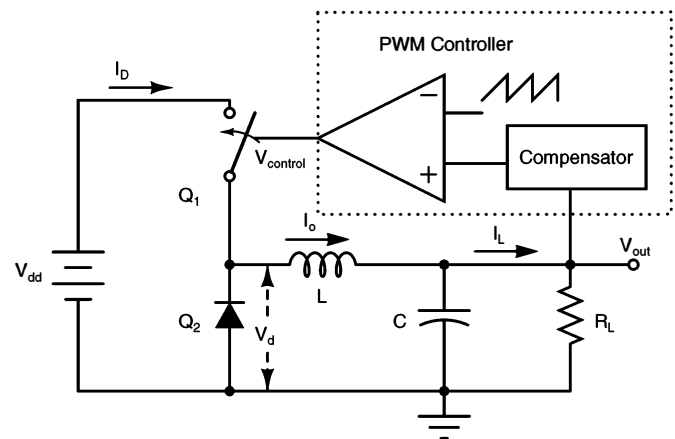 PWM Controller
I_D
−
+
Compensator
V_control
Q_1
I_o
I_L
V_out
V_dd
L
Q_2
V_d
C
R_L